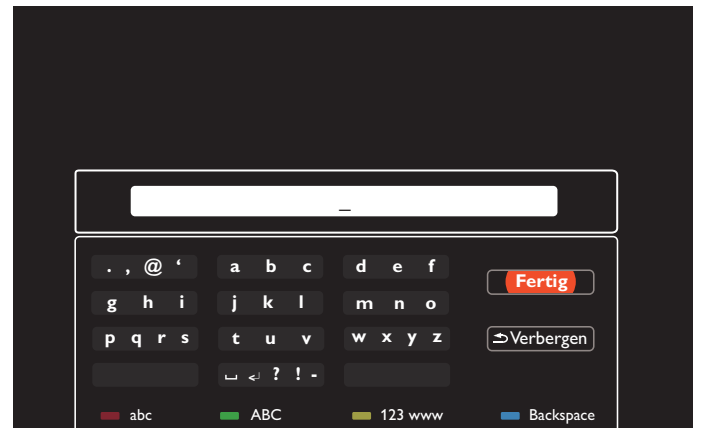 _
. , @ ‘ a b c d e f
Fertig
g h i j k l m n o
p q r s t u v w x y z Verbergen
␣ ↵ ? ! -
abc ABC 123 www Backspace